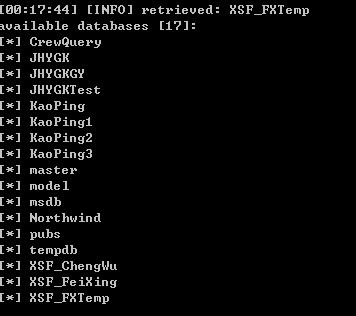 [00:17:44] [INFO] retrieved: XSF_FXTemp
available databases [17]:
[*] CrewQuery
[*] JHYGK
[*] JHYGKGY
[*] JHYGKTest
[*] KaoPing
[*] KaoPing1
[*] KaoPing2
[*] KaoPing3
[*] master
[*] model
[*] msdb
[*] Northwind
[*] pubs
[*] tempdb
[*] XSF_ChengWu
[*] XSF_FeiXing
[*] XSF_FXTemp